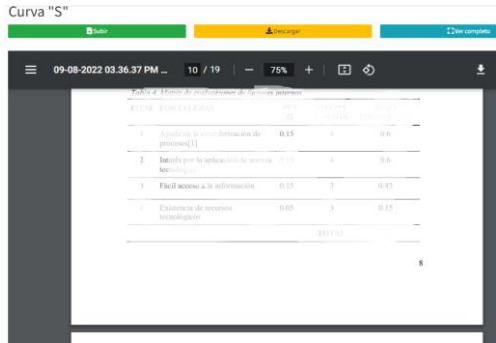 Curva "S"
Subir
Descargar
Ver completo
09-08-2022 03.36.37 PM ...
10 / 19
75%
Tabla 4. Matriz de evaluaciones de factores internos
ITEM FORTALEZAS
1 Ayuda en la de 0.15 4 0.6
procesos[1]
2 Interés por la aplicación de nuevas 0.15 4 0.6
tecnologías
3 Fácil acceso a la información 0.15 3 0.45
Existencia de recursos 0.05 3 0.15
tecnológicos
TOTAL
8